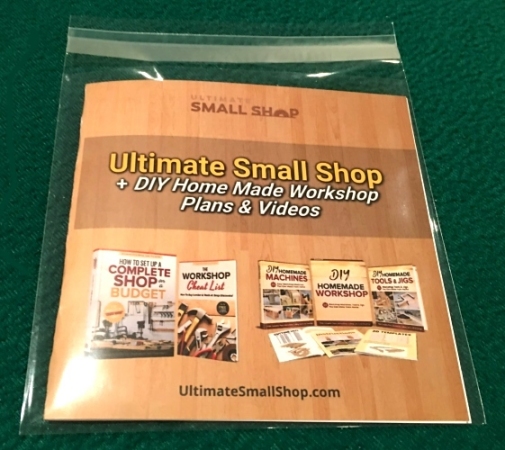 ULTIMATE
SMALL SHOP
Ultimate Small Shop
+ DIY Home Made Workshop
Plans & Videos
HOW TO SET UP A
COMPLETE
SHOP
BUDGET
THE
WORKSHOP
Cheat List
DIY HOMEMADE
MACHINES
DIY
HOMEMADE
WORKSHOP
DIY HOMEMADE
TOOLS & JIGS
UltimateSmallShop.com